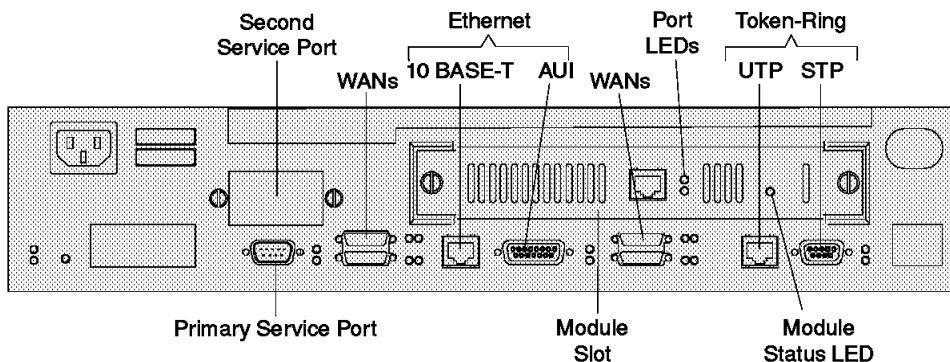 Second
Service Port
Ethernet
Port
LEDs
Token-Ring
WANs
10 BASE-T
AUI
WANs
UTP
STP
Primary Service Port
Module
Slot
Module
Status LED